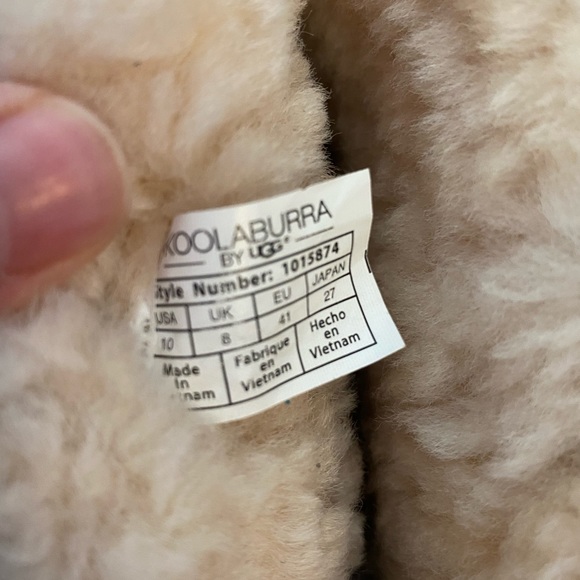 KOOLABURRA
BY UGG®
Style Number: 1015874
USA UK EU JAPAN
10 8 41 27
Made in Vietnam
Fabrique en Vietnam
Hecho en Vietnam